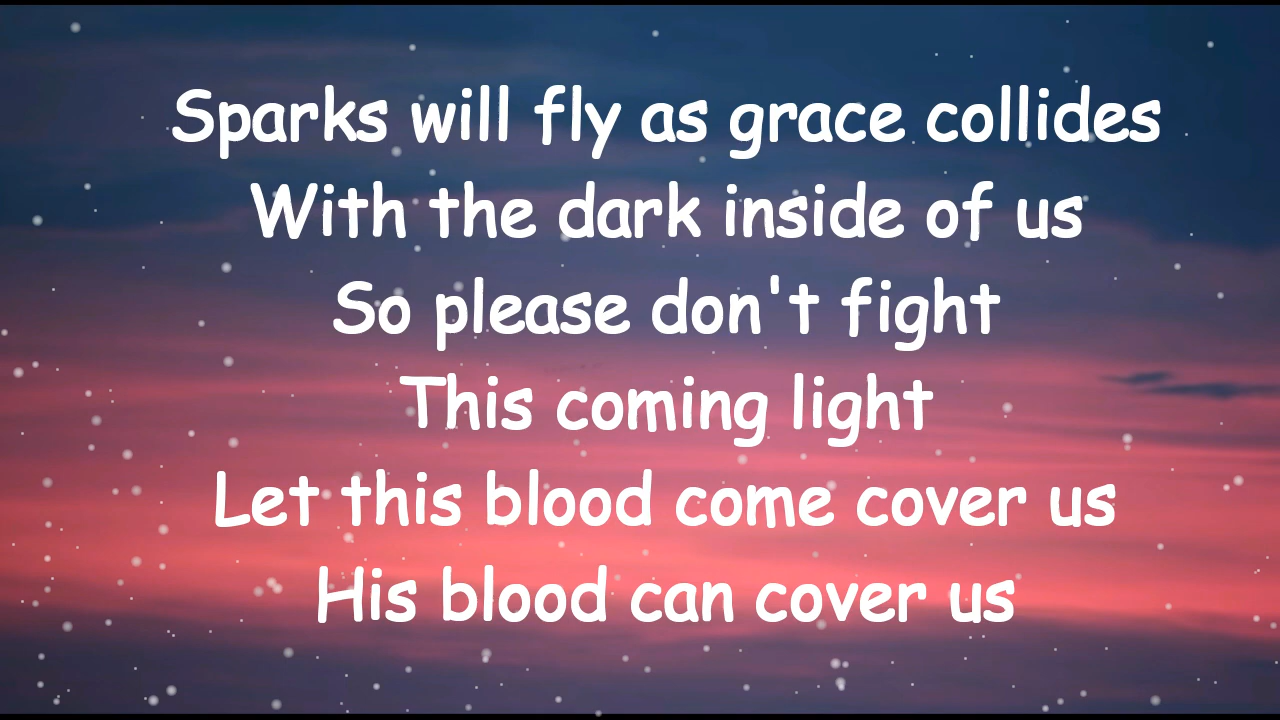 Sparks will fly as grace collides
With the dark inside of us
So please don't fight
This coming light
Let this blood come cover us
His blood can cover us